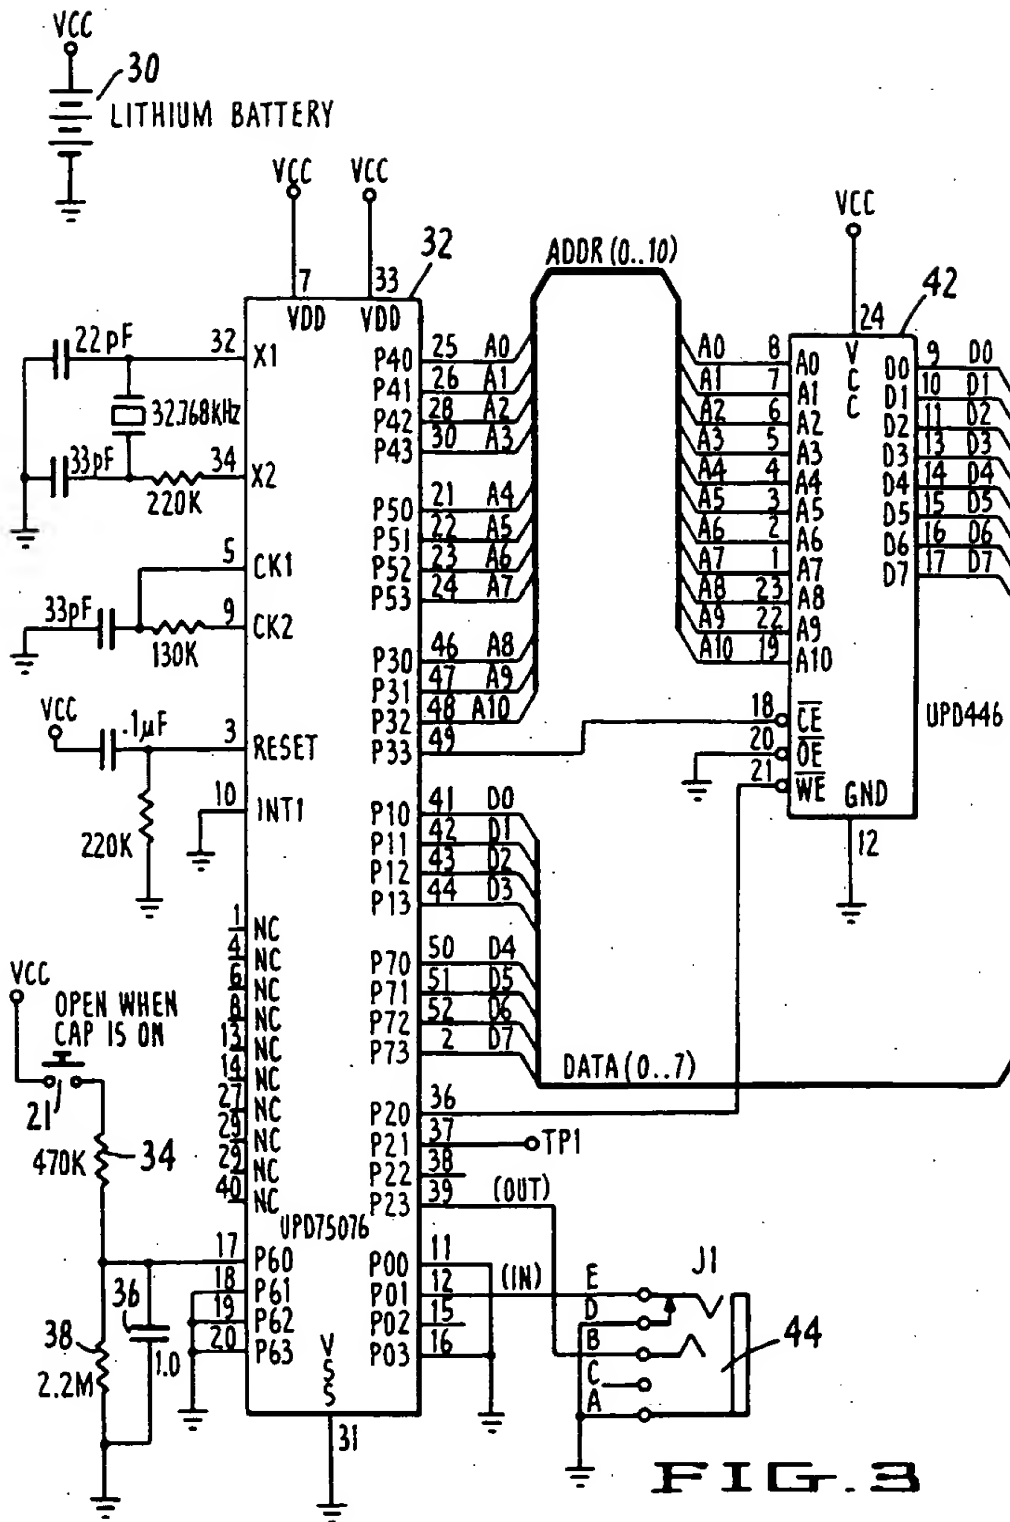 VCC
30
LITHIUM BATTERY
VCC
VCC
7
33
32
VDD
VDD
22pF
32
X1
32.768kHz
33pF
34
X2
220K
5
CK1
33pF
9
CK2
130K
VCC
.1µF
3
RESET
10
INT1
220K
1 NC
4 NC
6 NC
8 NC
13 NC
14 NC
27 NC
29 NC
29 NC
40 NC
VCC
OPEN WHEN
CAP IS ON
21
470K
34
UPD75076
17 P60
18 P61
19 P62
20 P63
36
38
1.0
2.2M
VSS
31
P40 25 A0
P41 26 A1
P42 28 A2
P43 30 A3
P50 21 A4
P51 22 A5
P52 23 A6
P53 24 A7
P30 46 A8
P31 47 A9
P32 48 A10
P33 49
P10 41 D0
P11 42 D1
P12 43 D2
P13 44 D3
P70 50 D4
P71 51 D5
P72 52 D6
P73 2 D7
P20 36
P21 37 TP1
P22 38
P23 39 (OUT)
P00 11
P01 12 (IN)
P02 15
P03 16
ADDR (0..10)
DATA (0..7)
VCC
24
42
VCC
A0 8 A0
A1 7 A1
A2 6 A2
A3 5 A3
A4 4 A4
A5 3 A5
A6 2 A6
A7 1 A7
A8 23 A8
A9 22 A9
A10 19 A10
18 CE
20 OE
21 WE
D0 9 D0
D1 10 D1
D2 11 D2
D3 13 D3
D4 14 D4
D5 15 D5
D6 16 D6
D7 17 D7
UPD446
GND
12
J1
E
D
B
C
A
44
FIG. 3